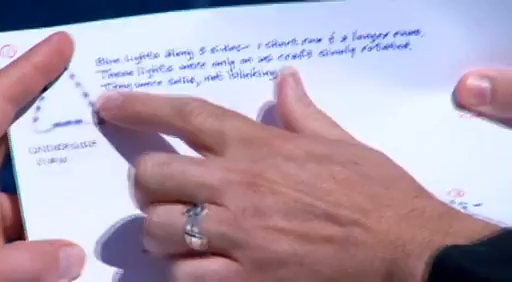 Blue lights along 3 sides - 1 short row & 2 longer rows.
These lights were only on as craft slowly rotated.
They were solid, not blinking
UNDERSIDE
VIEW